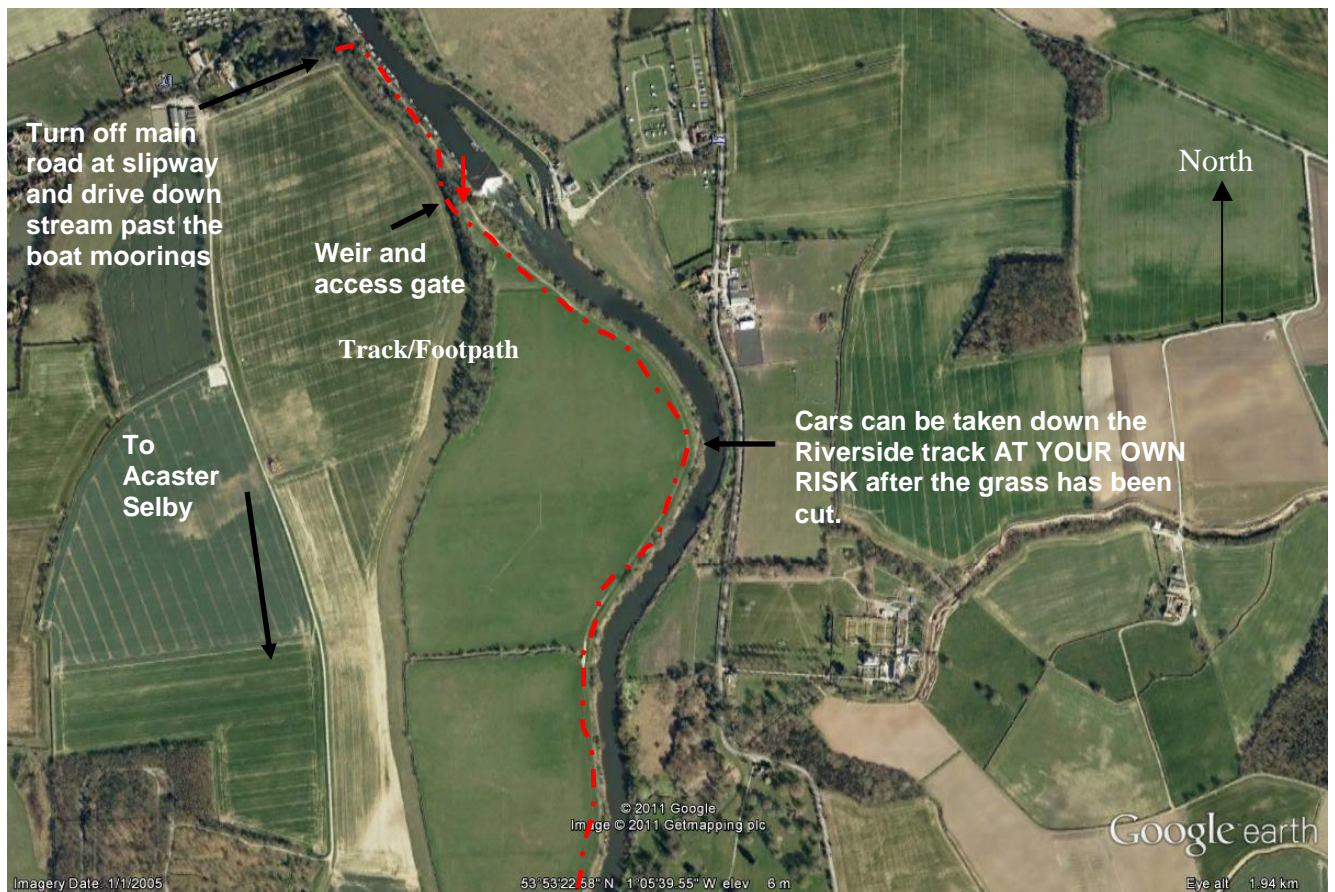 Turn off main
road at slipway
and drive down
stream past the
boat moorings
Weir and
access gate
Track/Footpath
North
To
Acaster
Selby
Cars can be taken down the
Riverside track AT YOUR OWN
RISK after the grass has been
cut.
© 2011 Google
Image © 2011 Getmapping plc
Google earth
Imagery Date: 1/1/2005
53°53'22.58" N 1°05'39.55" W elev 6 m
Eye alt 1.94 km